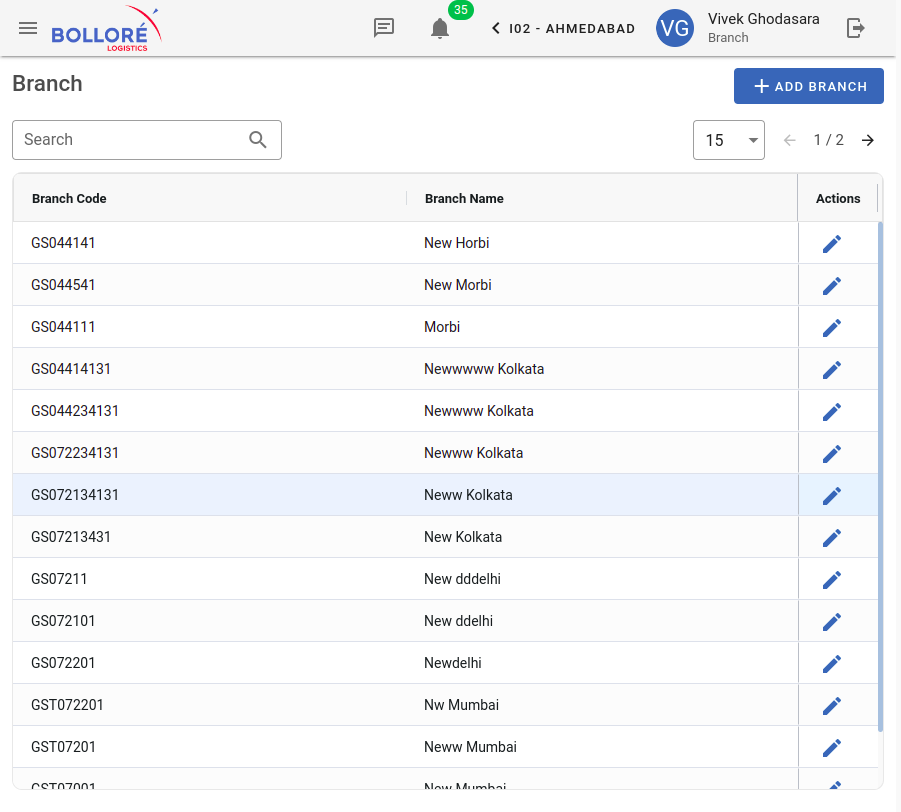 BOLLORÉ
LOGISTICS
35
I02 - AHMEDABAD
VG
Vivek Ghodasara
Branch
Branch
ADD BRANCH
Search
15
1 / 2
Branch Code Branch Name Actions
GS044141 New Horbi
GS044541 New Morbi
GS044111 Morbi
GS04414131 Newwwww Kolkata
GS044234131 Newwww Kolkata
GS072234131 Newww Kolkata
GS072134131 Neww Kolkata
GS07213431 New Kolkata
GS07211 New dddelhi
GS072101 New ddelhi
GS072201 Newdelhi
GST072201 Nw Mumbai
GST07201 Neww Mumbai
GST07001 New Mumbai